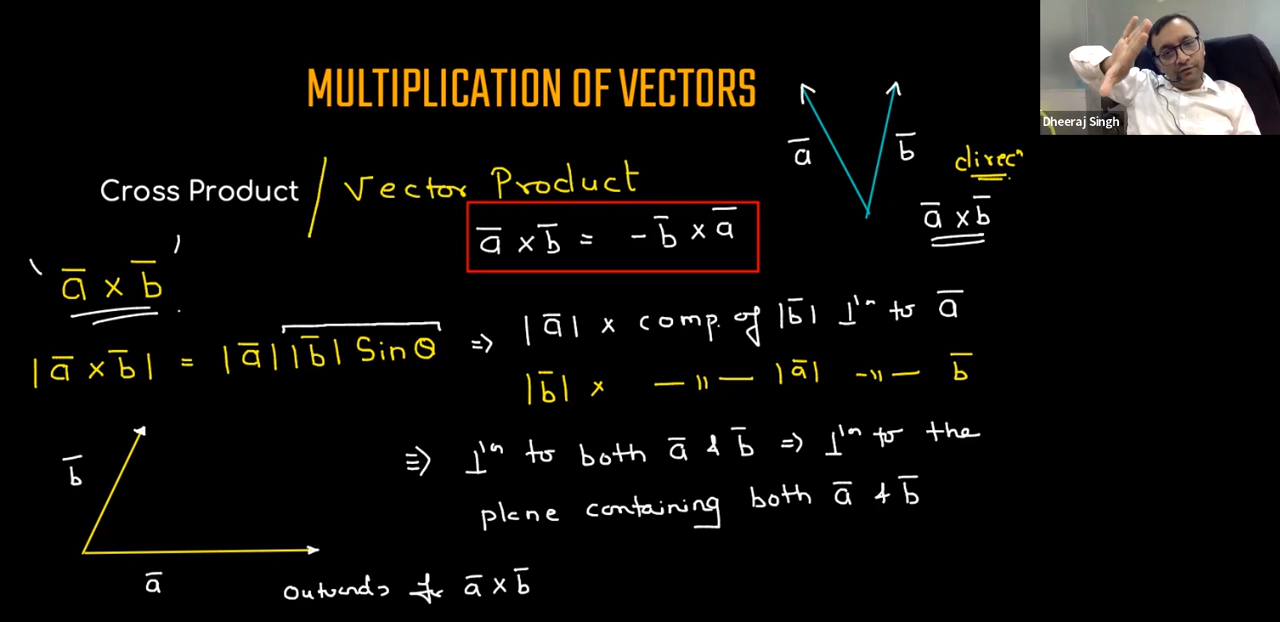 MULTIPLICATION OF VECTORS
Dheeraj Singh
a̅
b̅
direcⁿ
Cross Product / Vector Product
a̅ × b̅
a̅ × b̅ = - b̅ × a̅
' a̅ × b̅ '
|a̅ × b̅| = |a̅| |b̅| Sin θ ⇒ |a̅| × comp. of |b̅| ⊥'ⁿ to a̅
|b̅| × — " — |a̅| - " — b̅
⇒ ⊥'ⁿ to both a̅ & b̅ ⇒ ⊥'ⁿ to the
plane containing both a̅ & b̅
b̅
a̅
outwards for a̅ × b̅